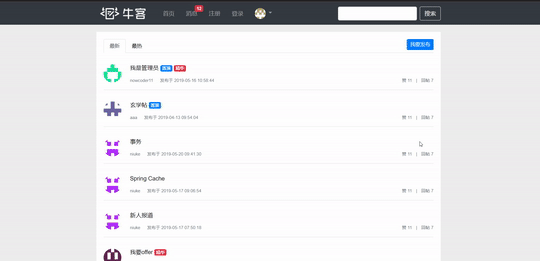 牛客 首页 消息 12 注册 登录 搜索
最新 最热 我要发布
我是管理员 置顶 精华
nowcoder111 发布于 2019-05-16 10:58:44 赞 11 | 回帖 7
玄学帖 置顶
aaa 发布于 2019-04-13 09:54:04 赞 11 | 回帖 7
事务
niuke 发布于 2019-05-20 09:41:30 赞 11 | 回帖 7
Spring Cache
niuke 发布于 2019-05-17 09:06:54 赞 11 | 回帖 7
新人报道
niuke 发布于 2019-05-17 07:50:19 赞 11 | 回帖 7
我要offer 精华